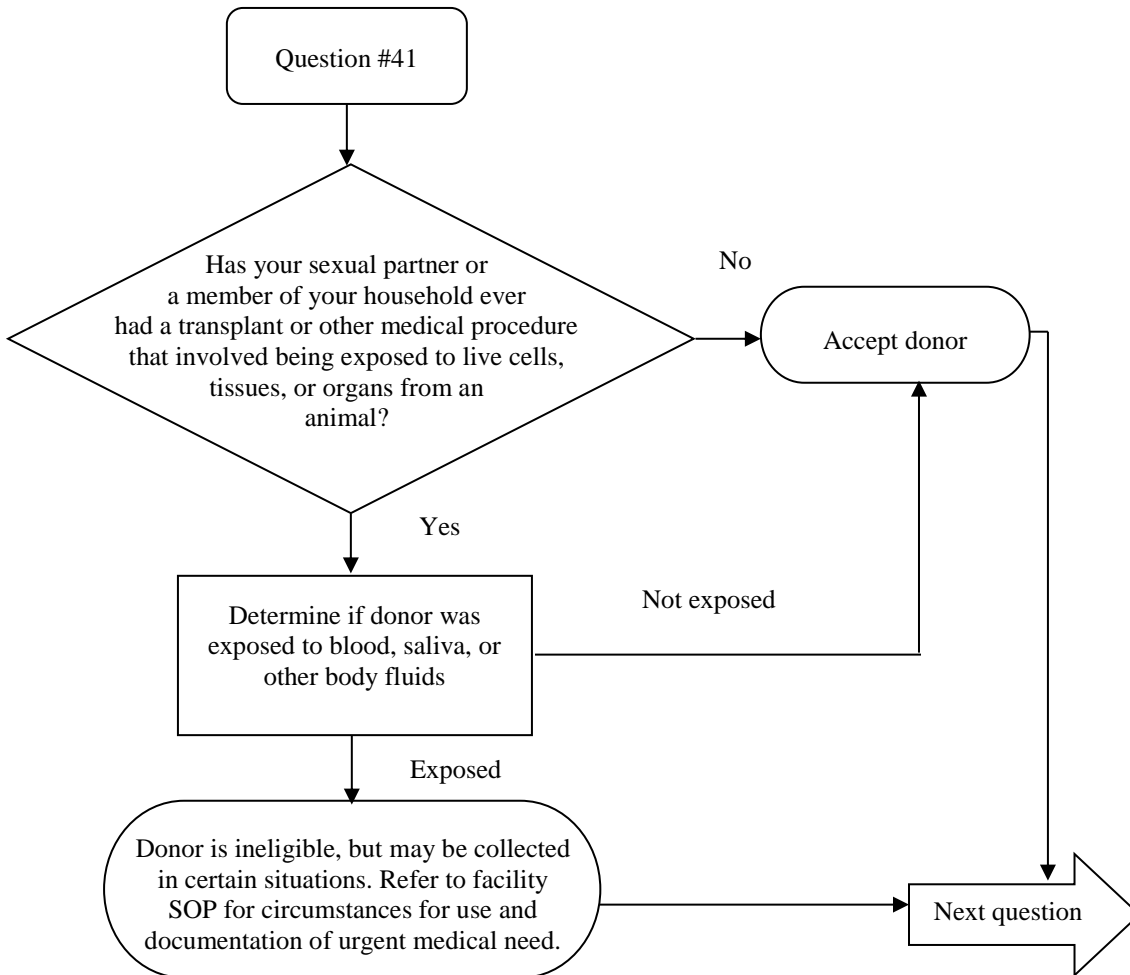 Question #41
Has your sexual partner or
a member of your household ever
had a transplant or other medical procedure
that involved being exposed to live cells,
tissues, or organs from an
animal?
No
Accept donor
Yes
Determine if donor was
exposed to blood, saliva, or
other body fluids
Not exposed
Exposed
Donor is ineligible, but may be collected
in certain situations. Refer to facility
SOP for circumstances for use and
documentation of urgent medical need.
Next question